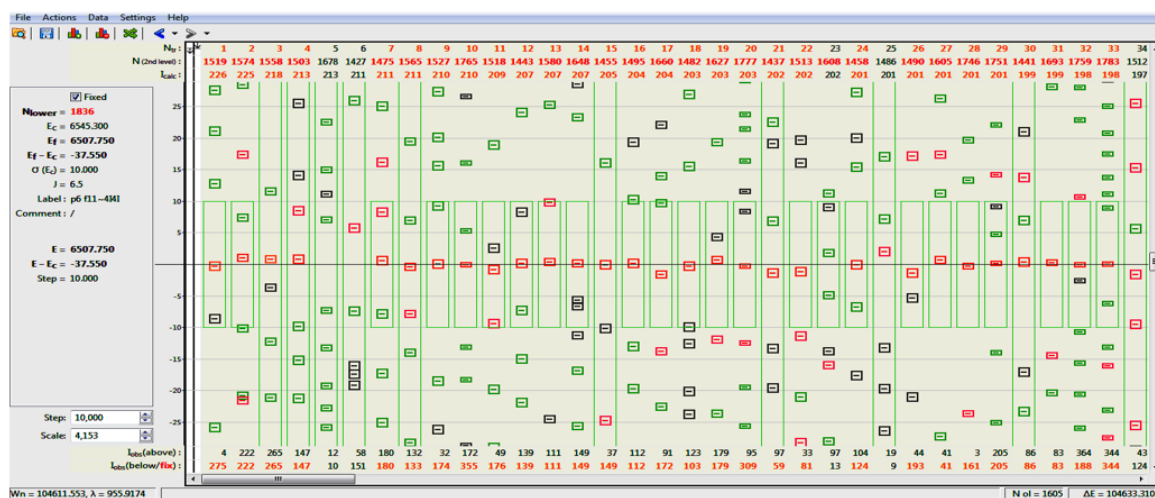 File Actions Data Settings Help
Ntr : 1 2 3 4 5 6 7 8 9 10 11 12 13 14 15 16 17 18 19 20 21 22 23 24 25 26 27 28 29 30 31 32 33 34
N (2nd level) : 1519 1574 1558 1503 1678 1427 1475 1565 1527 1765 1518 1443 1580 1648 1455 1495 1660 1482 1627 1777 1437 1513 1608 1458 1486 1490 1605 1746 1751 1441 1693 1759 1783 1512
Icalc : 226 225 218 213 213 211 211 211 210 210 209 207 207 207 205 204 204 203 203 203 202 202 202 201 201 201 201 201 201 199 199 198 198 197
Fixed
Nlower = 1836
Ec = 6545.300
Ef = 6507.750
Ef - Ec = -37.550
σ (Ec) = 10.000
J = 6.5
Label : p6 f11~4I4I
Comment : /
E = 6507.750
E - Ec = -37.550
Step = 10.000
25
20
15
10
5
0
-5
-10
-15
-20
-25
Step: 10,000
Scale: 4,153
Iobs(above) : 4 222 265 147 12 58 180 132 32 172 49 139 111 149 37 112 91 123 179 95 97 33 97 104 19 44 41 3 205 86 83 364 344 43
Iobs(below/fix) : 275 222 265 147 10 151 180 133 174 355 176 139 111 149 149 112 172 103 179 309 59 81 13 124 9 193 41 161 205 86 83 188 344 124
Wn = 104611.553, λ = 955.9174
N ol = 1605
ΔE = 104633.310